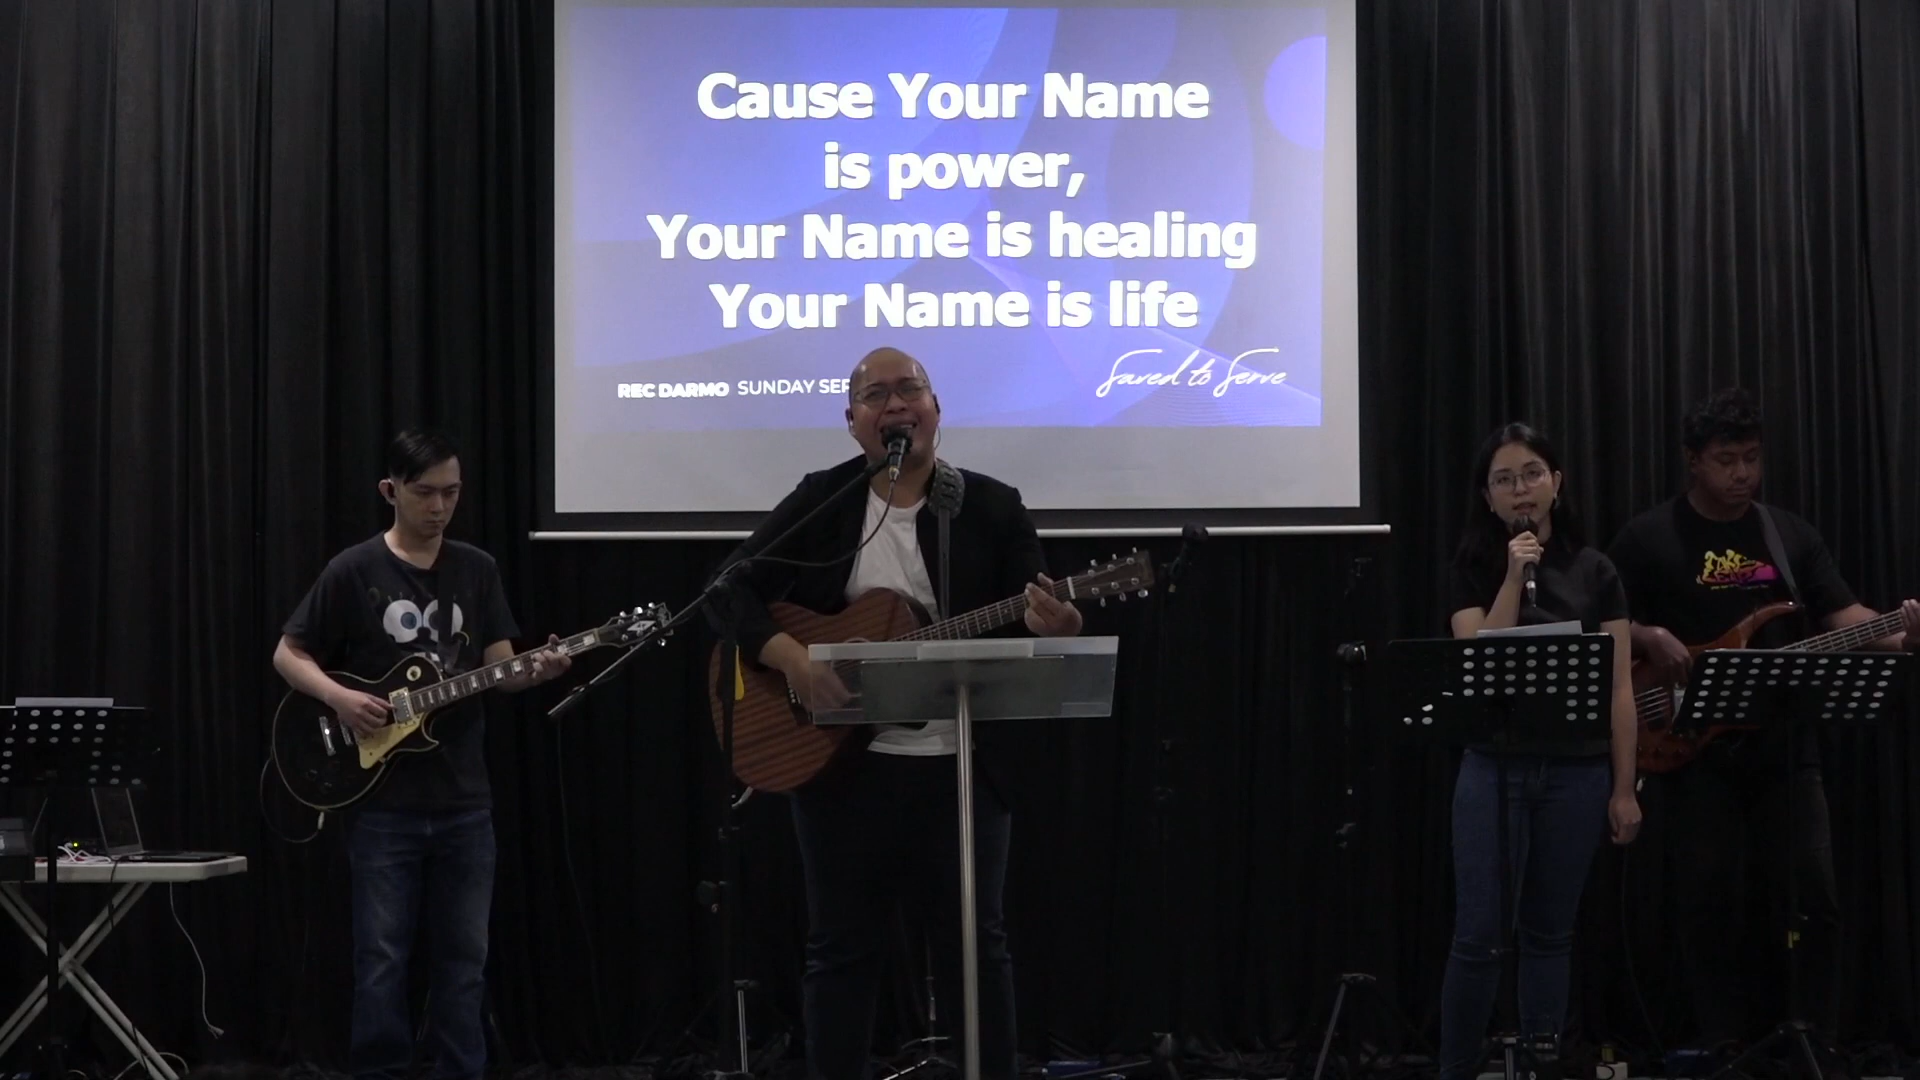 Cause Your Name
is power,
Your Name is healing
Your Name is life
REC DARMO SUNDAY
Saved to Serve